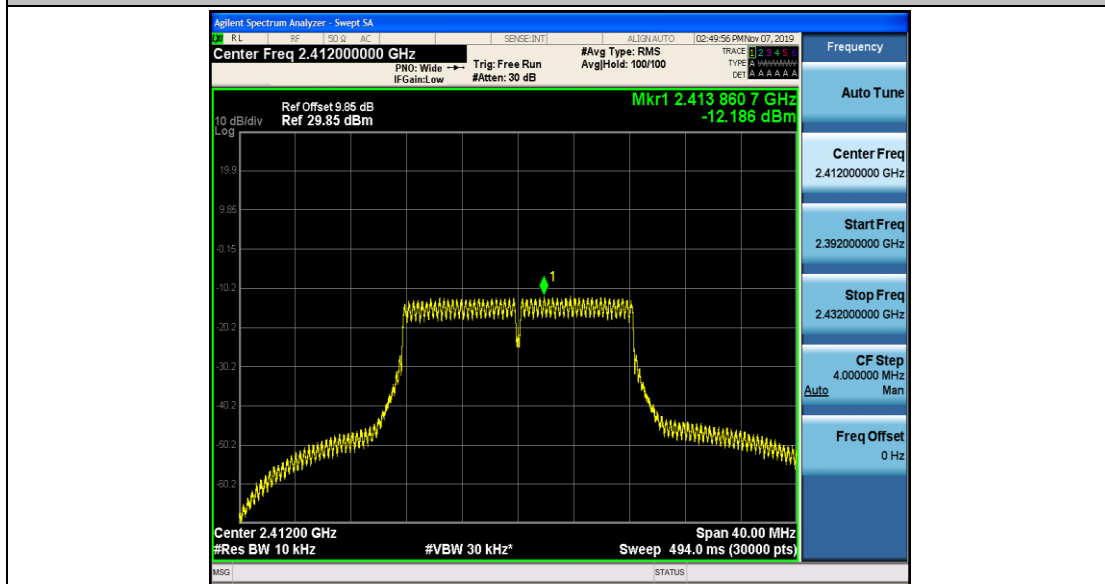 Agilent Spectrum Analyzer - Swept SA
RL RF 50 Ω AC SENSE:INT ALIGNAUTO 02:49:56 PM Nov 07, 2019
Center Freq 2.412000000 GHz
PNO: Wide
IFGain:Low
Trig: Free Run
#Atten: 30 dB
#Avg Type: RMS
Avg|Hold: 100/100
TRACE 1 2 3 4 5 6
TYPE A WWWWW
DET A A A A A A
Ref Offset 9.85 dB
10 dB/div Ref 29.85 dBm
Log
Mkr1 2.413 860 7 GHz
-12.186 dBm
19.9
9.85
-0.15
-10.2
-20.2
-30.2
-40.2
-50.2
-60.2
1
Center 2.41200 GHz
Span 40.00 MHz
#Res BW 10 kHz
#VBW 30 kHz*
Sweep 494.0 ms (30000 pts)
MSG
STATUS
Frequency
Auto Tune
Center Freq
2.412000000 GHz
Start Freq
2.392000000 GHz
Stop Freq
2.432000000 GHz
CF Step
4.000000 MHz
Auto Man
Freq Offset
0 Hz